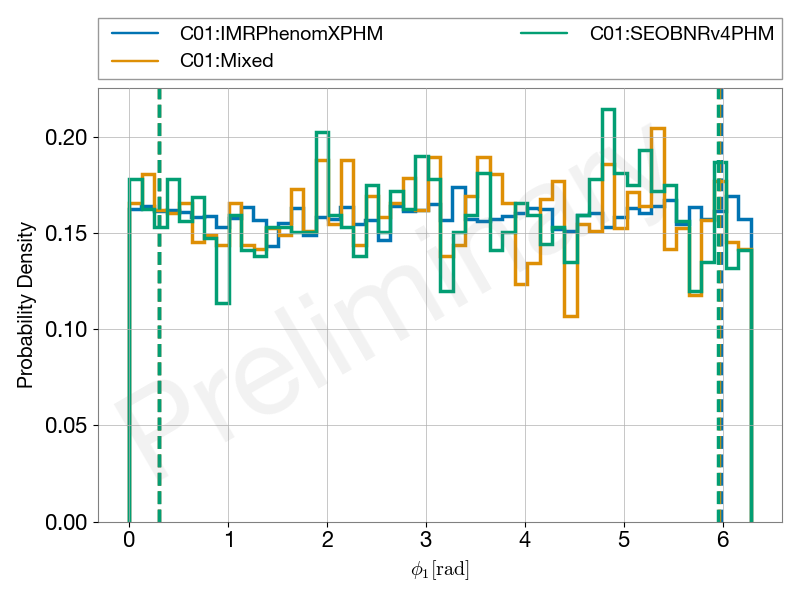 C01:IMRPhenomXPHM
C01:Mixed
C01:SEOBNRv4PHM
Preliminary
0.20
0.15
0.10
0.05
0.00
Probability Density
0 1 2 3 4 5 6
ϕ₁[rad]